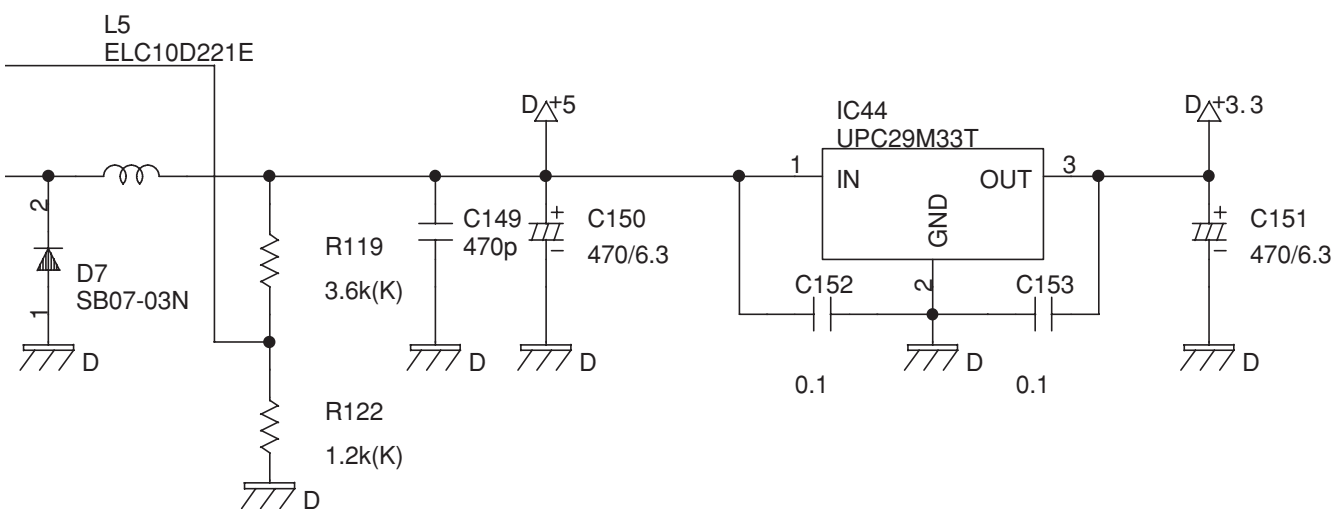 L5
ELC10D221E
D +5
IC44
UPC29M33T
D +3.3
1
IN
OUT
3
GND
2
2
1
D7
SB07-03N
D
R119
3.6k(K)
C149
470p
D
+
−
C150
470/6.3
D
C152
0.1
C153
0.1
D
+
−
C151
470/6.3
D
R122
1.2k(K)
D